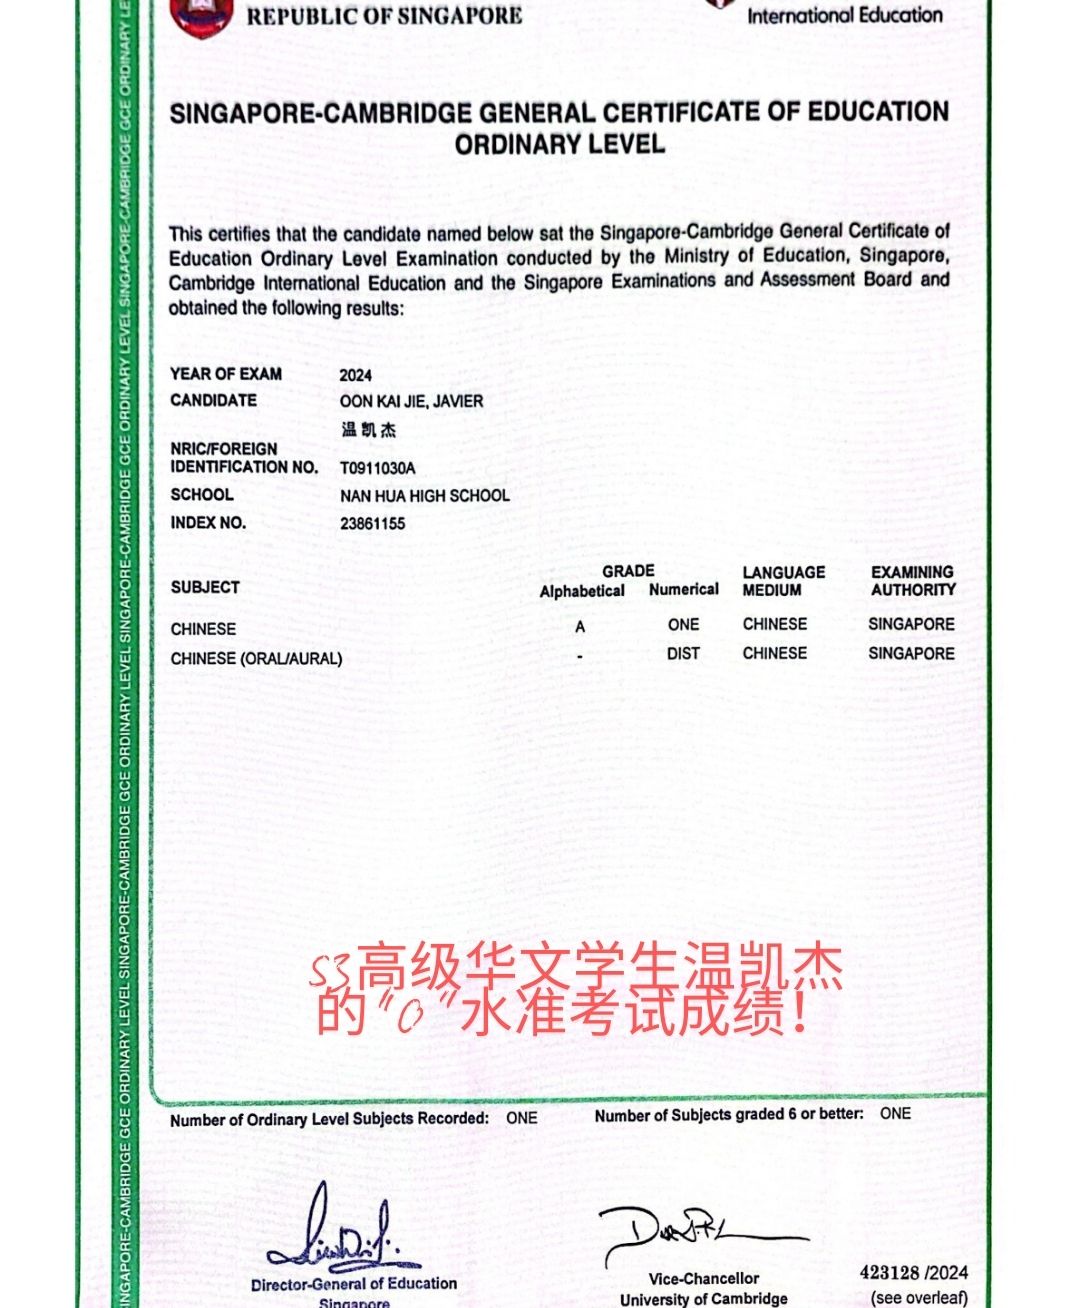 REPUBLIC OF SINGAPORE
International Education
SINGAPORE-CAMBRIDGE GENERAL CERTIFICATE OF EDUCATION
ORDINARY LEVEL
This certifies that the candidate named below sat the Singapore-Cambridge General Certificate of
Education Ordinary Level Examination conducted by the Ministry of Education, Singapore,
Cambridge International Education and the Singapore Examinations and Assessment Board and
obtained the following results:
YEAR OF EXAM 2024
CANDIDATE OON KAI JIE, JAVIER
温凯杰
NRIC/FOREIGN
IDENTIFICATION NO. T0911030A
SCHOOL NAN HUA HIGH SCHOOL
INDEX NO. 23861155
GRADE LANGUAGE EXAMINING
SUBJECT Alphabetical Numerical MEDIUM AUTHORITY
CHINESE A ONE CHINESE SINGAPORE
CHINESE (ORAL/AURAL) - DIST CHINESE SINGAPORE
S3高级华文学生温凯杰
的"O"水准考试成绩！
Number of Ordinary Level Subjects Recorded: ONE Number of Subjects graded 6 or better: ONE
Director-General of Education
Singapore
Vice-Chancellor
University of Cambridge
423128 /2024
(see overleaf)
SINGAPORE-CAMBRIDGE GCE ORDINARY LEVEL SINGAPORE-CAMBRIDGE GCE ORDINARY LEVEL SINGAPORE-CAMBRIDGE GCE ORDINARY LEVEL SINGAPORE-CAMBRIDGE GCE ORDINARY LEVEL